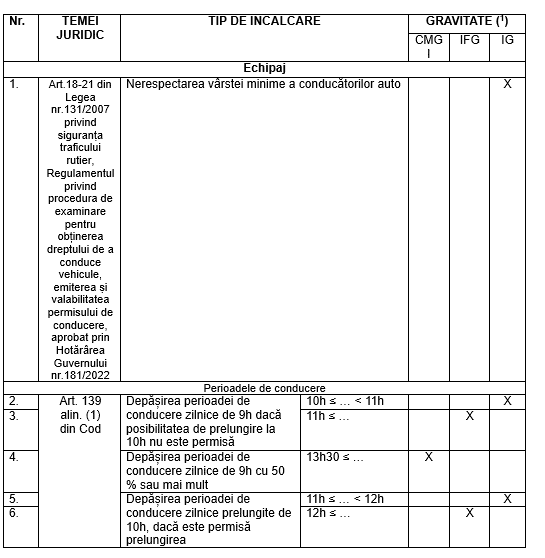 Nr. TEMEI TIP DE INCALCARE GRAVITATE (1)
JURIDIC
CMG IFG IG
I
Echipaj
1. Art.18-21 din Nerespectarea vârstei minime a conducătorilor auto X
Legea
nr.131/2007
privind
siguranța
traficului
rutier,
Regulamentul
privind
procedura de
examinare
pentru
obținerea
dreptului de a
conduce
vehicule,
emiterea și
valabilitatea
permisului de
conducere,
aprobat prin
Hotărârea
Guvernului
nr.181/2022
Perioadele de conducere
2. Art. 139 Depășirea perioadei de 10h ≤ … < 11h X
3. alin. (1) conducere zilnice de 9h dacă 11h ≤ … X
din Cod posibilitatea de prelungire la
10h nu este permisă
4. Depășirea perioadei de 13h30 ≤ … X
conducere zilnice de 9h cu 50
% sau mai mult
5. Depășirea perioadei de 11h ≤ … < 12h X
6. conducere zilnice prelungite de 12h ≤ … X
10h, dacă este permisă
prelungirea